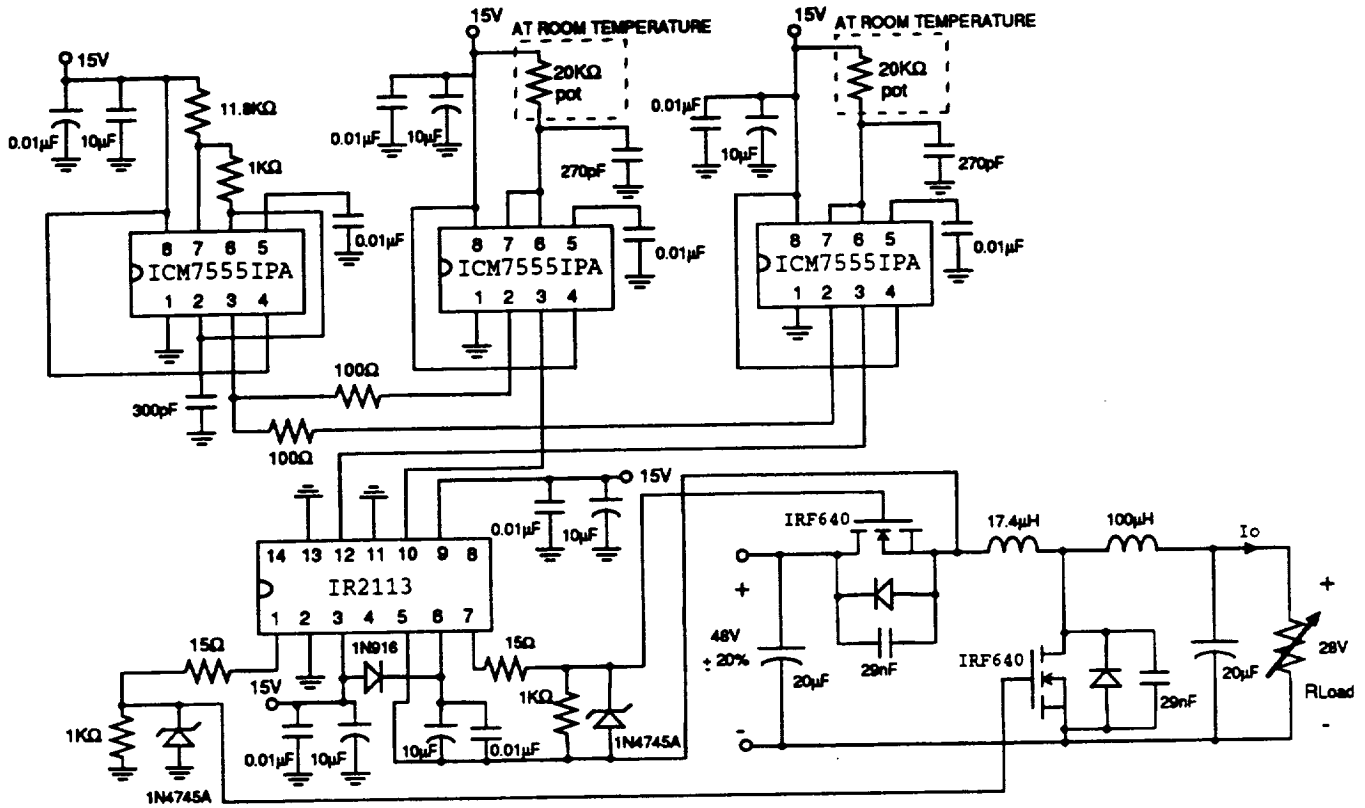 15V
0.01µF
10µF
11.8KΩ
1KΩ
0.01µF
8 7 6 5
ICM7555IPA
1 2 3 4
300pF
15V
AT ROOM TEMPERATURE
20KΩ
pot
0.01µF
10µF
270pF
8 7 6 5
0.01µF
ICM7555IPA
1 2 3 4
15V
AT ROOM TEMPERATURE
20KΩ
pot
0.01µF
10µF
270pF
8 7 6 5
0.01µF
ICM7555IPA
1 2 3 4
100Ω
100Ω
15V
0.01µF
10µF
14 13 12 11 10 9 8
IR2113
1 2 3 4 5 6 7
15Ω
1N916
15Ω
15V
1KΩ
1N4745A
0.01µF
10µF
10µF
0.01µF
1KΩ
1N4745A
IRF640
17.4µH
100µH
Io
+
48V
± 20%
-
20µF
29nF
IRF640
29nF
20µF
+
28V
RLoad
-